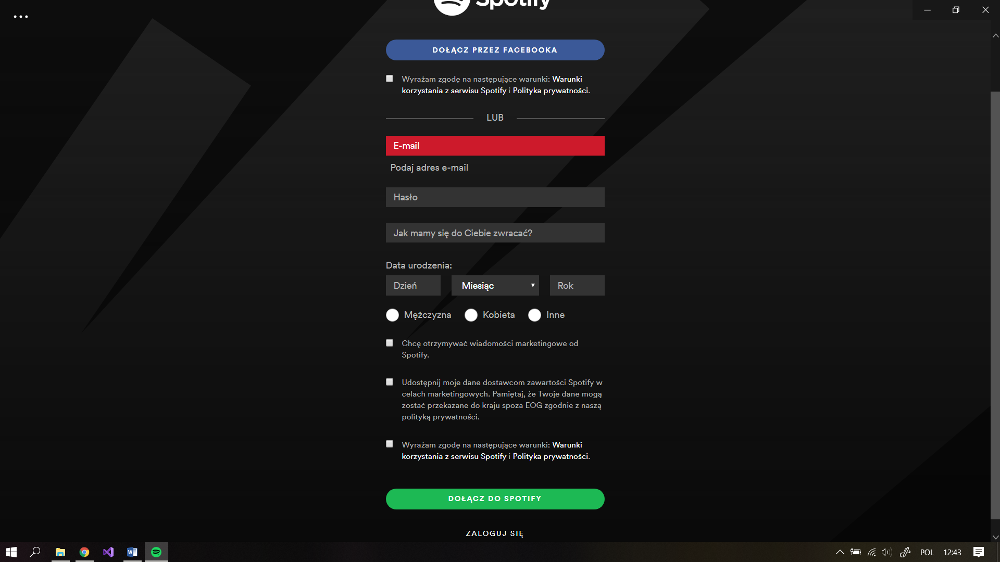 Spotify
DOŁĄCZ PRZEZ FACEBOOKA
Wyrażam zgodę na następujące warunki: Warunki
korzystania z serwisu Spotify i Polityka prywatności.
LUB
E-mail
Podaj adres e-mail
Hasło
Jak mamy się do Ciebie zwracać?
Data urodzenia:
Dzień Miesiąc Rok
Mężczyzna Kobieta Inne
Chcę otrzymywać wiadomości marketingowe od
Spotify.
Udostępnij moje dane dostawcom zawartości Spotify w
celach marketingowych. Pamiętaj, że Twoje dane mogą
zostać przekazane do kraju spoza EOG zgodnie z naszą
polityką prywatności.
Wyrażam zgodę na następujące warunki: Warunki
korzystania z serwisu Spotify i Polityka prywatności.
DOŁĄCZ DO SPOTIFY
ZALOGUJ SIĘ
POL 12:43